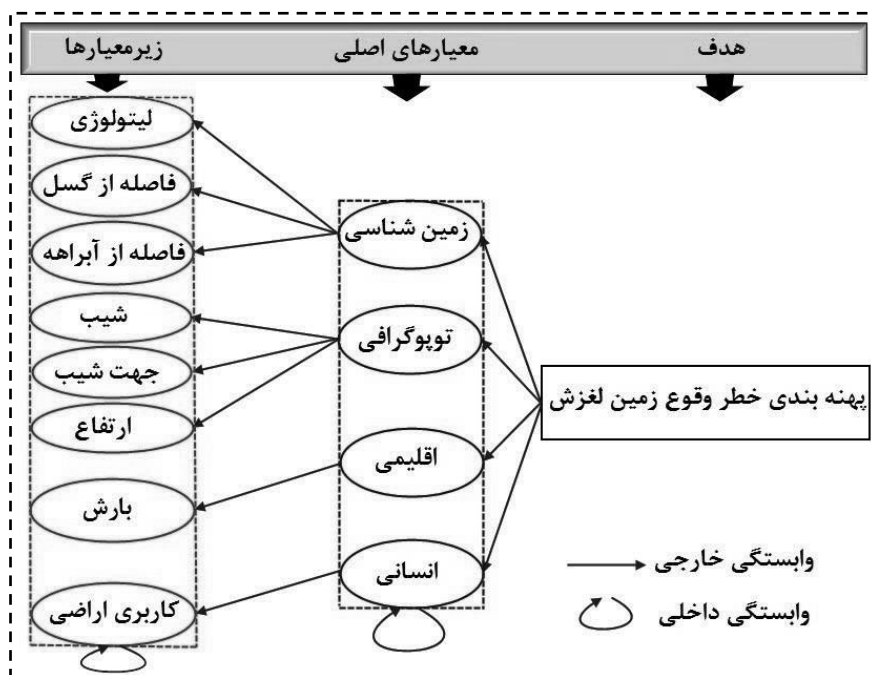 هدف
معیارهای اصلی
زیرمعیارها
پهنه بندی خطر وقوع زمین لغزش
زمین شناسی
توپوگرافی
اقلیمی
انسانی
لیتولوژی
فاصله از گسل
فاصله از آبراهه
شیب
جهت شیب
ارتفاع
بارش
کاربری اراضی
وابستگی خارجی
وابستگی داخلی